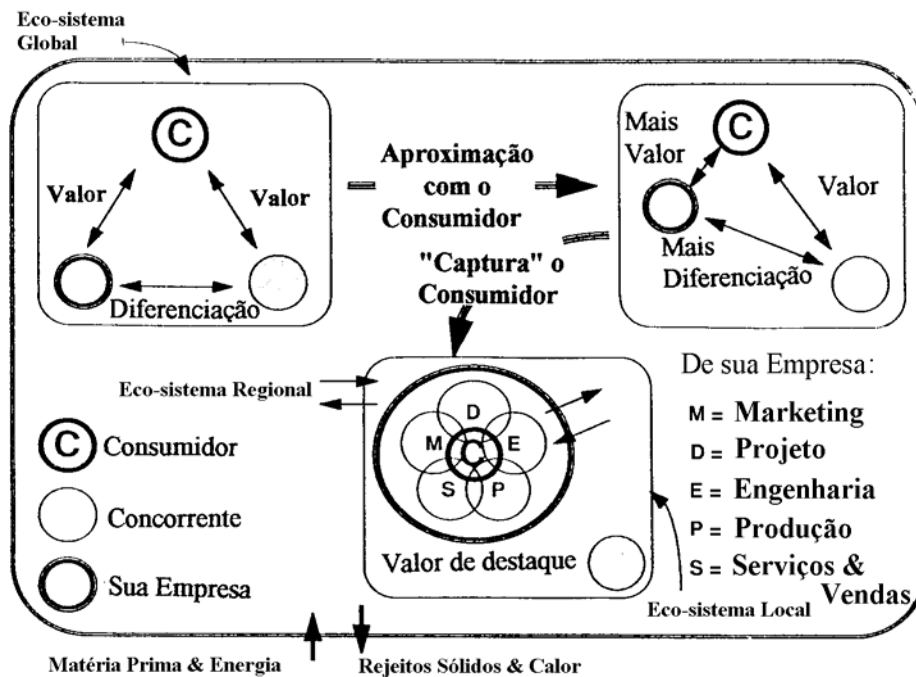 Eco-sistema
Global
C
Valor
Valor
Diferenciação
Aproximação
com o
Consumidor
"Captura" o
Consumidor
Mais
Valor
C
Valor
Mais
Diferenciação
Eco-sistema Regional
D
M
C
E
S
P
Valor de destaque
C
Consumidor
Concorrente
Sua Empresa
De sua Empresa:
M = Marketing
D = Projeto
E = Engenharia
P = Produção
S = Serviços &
Vendas
Eco-sistema Local
Matéria Prima & Energia
Rejeitos Sólidos & Calor